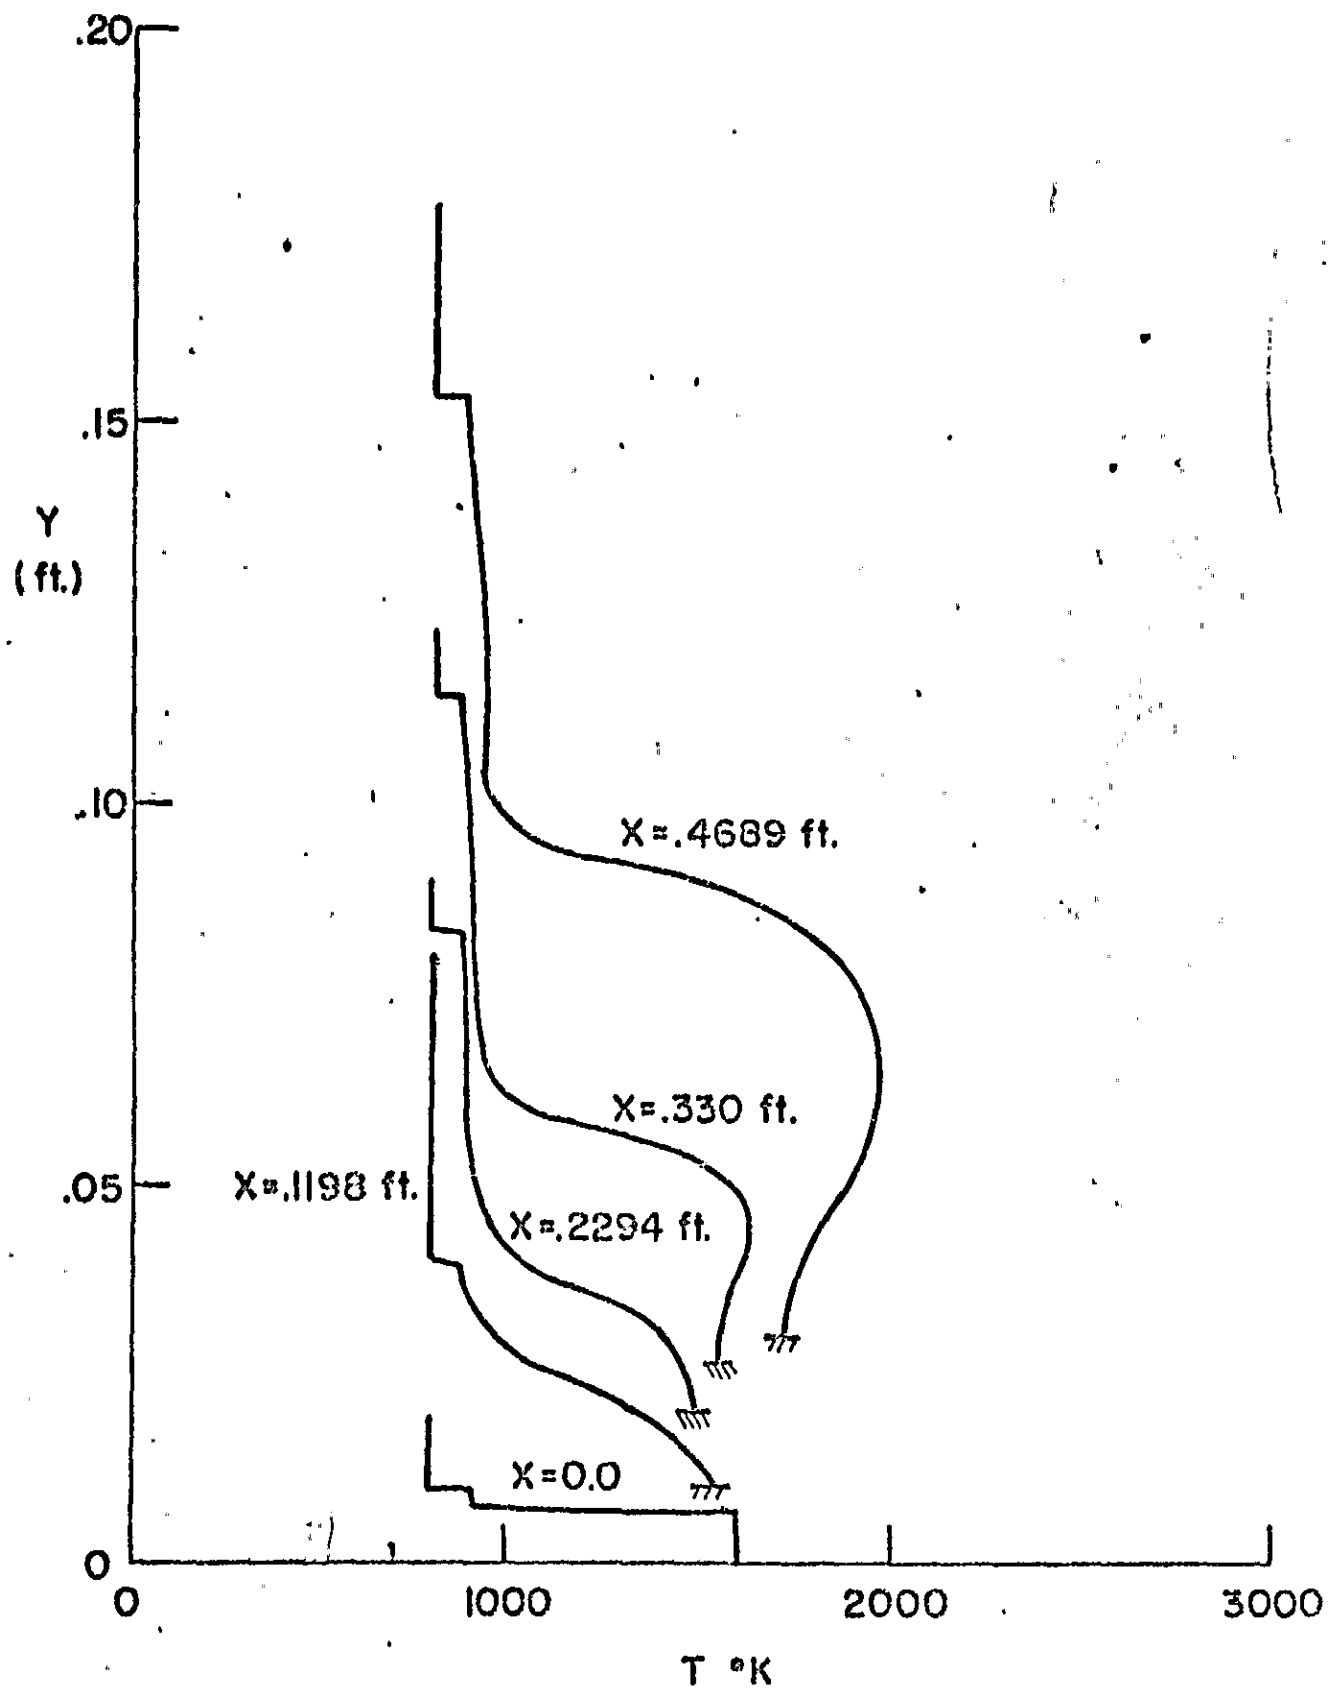 .20
.15
Y
(ft.)
.10
X=.4689 ft.
X=.330 ft.
.05
X=.1198 ft.
X=.2294 ft.
X=0.0
0
0
1000
2000
3000
T °K